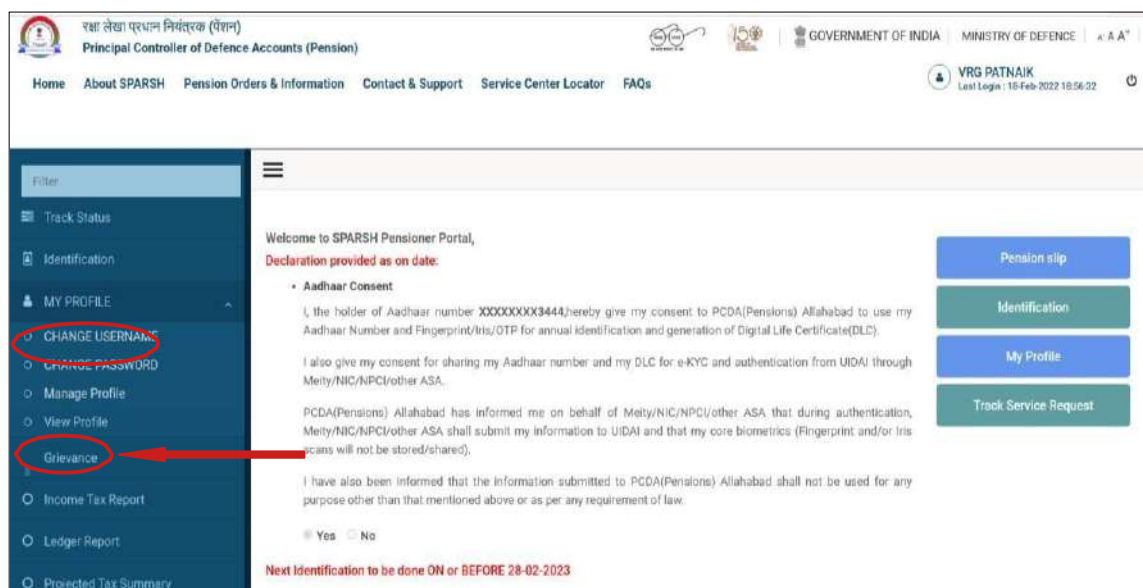 रक्षा लेखा प्रधान नियंत्रक (पेंशन)
Principal Controller of Defence Accounts (Pension)
GOVERNMENT OF INDIA
MINISTRY OF DEFENCE
A A⁺
Home About SPARSH Pension Orders & Information Contact & Support Service Center Locator FAQs
VRG PATNAIK
Last Login : 18-Feb-2022 18:56:32
Filter
Track Status
Identification
MY PROFILE
CHANGE USERNAME
CHANGE PASSWORD
Manage Profile
View Profile
Grievance
Income Tax Report
Ledger Report
Projected Tax Summary
Welcome to SPARSH Pensioner Portal,
Declaration provided as on date:
• Aadhaar Consent
I, the holder of Aadhaar number XXXXXXXX3444,hereby give my consent to PCDA(Pensions) Allahabad to use my
Aadhaar Number and Fingerprint/Iris/OTP for annual identification and generation of Digital Life Certificate(DLC).
I also give my consent for sharing my Aadhaar number and my DLC for e-KYC and authentication from UIDAI through
Meity/NIC/NPCI/other ASA.
PCDA(Pensions) Allahabad has informed me on behalf of Meity/NIC/NPCI/other ASA that during authentication,
Meity/NIC/NPCI/other ASA shall submit my information to UIDAI and that my core biometrics (Fingerprint and/or Iris
scans will not be stored/shared).
I have also been informed that the information submitted to PCDA(Pensions) Allahabad shall not be used for any
purpose other than that mentioned above or as per any requirement of law.
Yes No
Next Identification to be done ON or BEFORE 28-02-2023
Pension slip
Identification
My Profile
Track Service Request